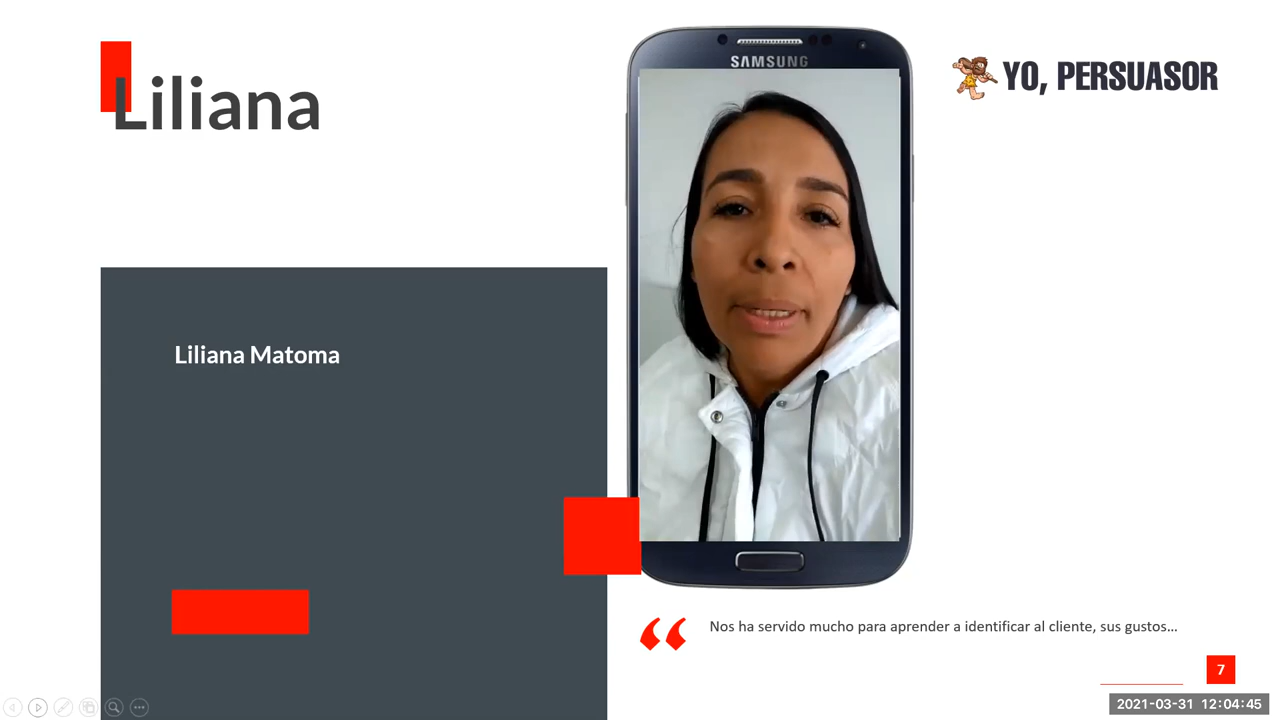 Liliana
SAMSUNG
YO, PERSUASOR
Liliana Matoma
Nos ha servido mucho para aprender a identificar al cliente, sus gustos...
7
2021-03-31 12:04:45